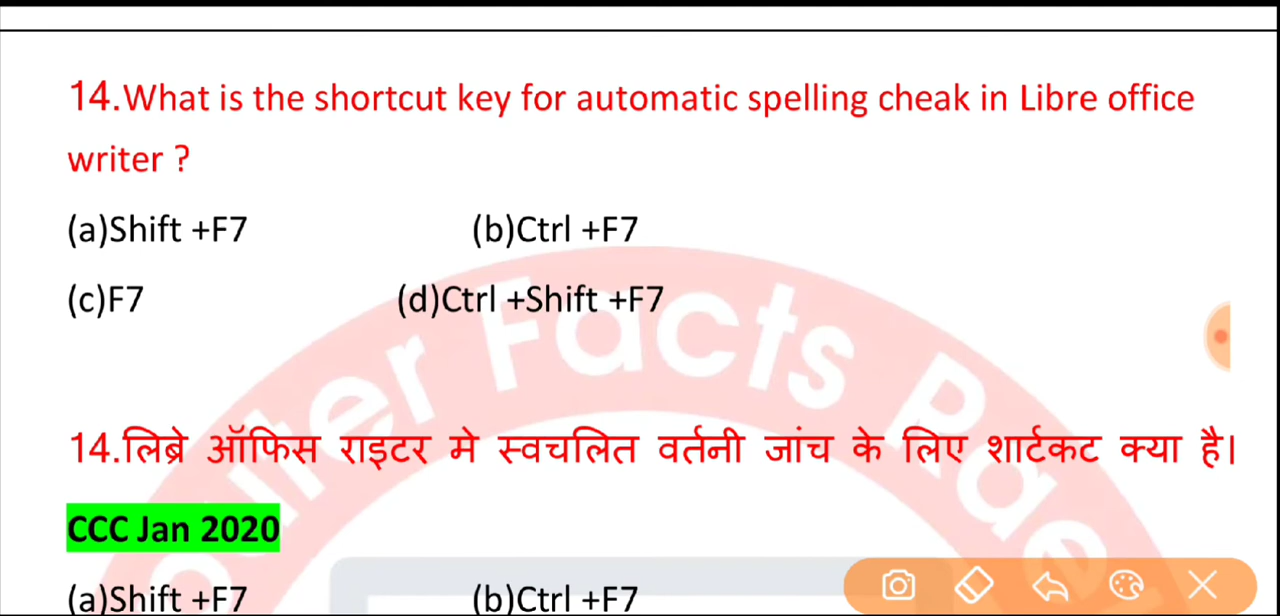 14.What is the shortcut key for automatic spelling cheak in Libre office
writer ?
(a)Shift +F7 (b)Ctrl +F7
(c)F7 (d)Ctrl +Shift +F7
14.लिब्रे ऑफिस राइटर मे स्वचलित वर्तनी जांच के लिए शार्टकट क्या है।
CCC Jan 2020
(a)Shift +F7 (b)Ctrl +F7
Facts